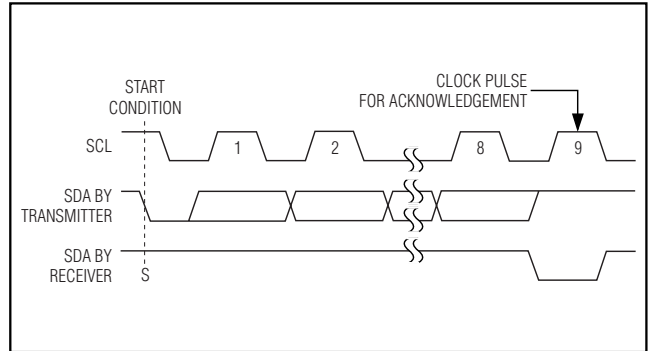 START
CONDITION
CLOCK PULSE
FOR ACKNOWLEDGEMENT
SCL
1
2
8
9
SDA BY
TRANSMITTER
SDA BY
RECEIVER
S